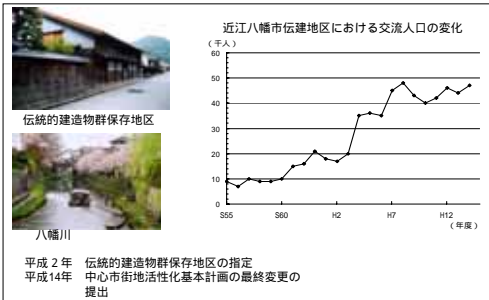 近江八幡市伝建地区における交流人口の変化
（千人）
60
50
40
30
20
10
0
S55 S60 H2 H7 H12
（年度）
伝統的建造物群保存地区
八幡川
平成２年 伝統的建造物群保存地区の指定
平成14年 中心市街地活性化基本計画の最終変更の
提出